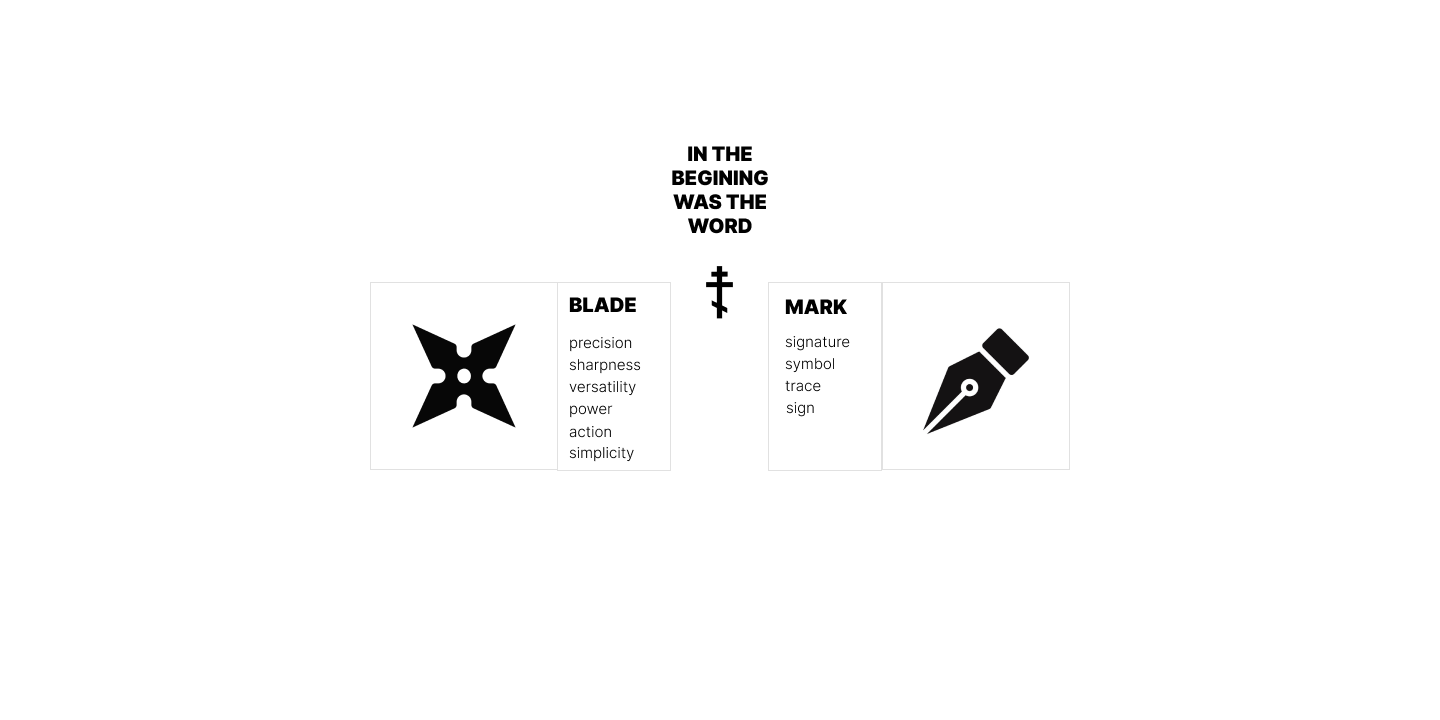 IN THE
BEGINING
WAS THE
WORD
BLADE
precision
sharpness
versatility
power
action
simplicity
MARK
signature
symbol
trace
sign